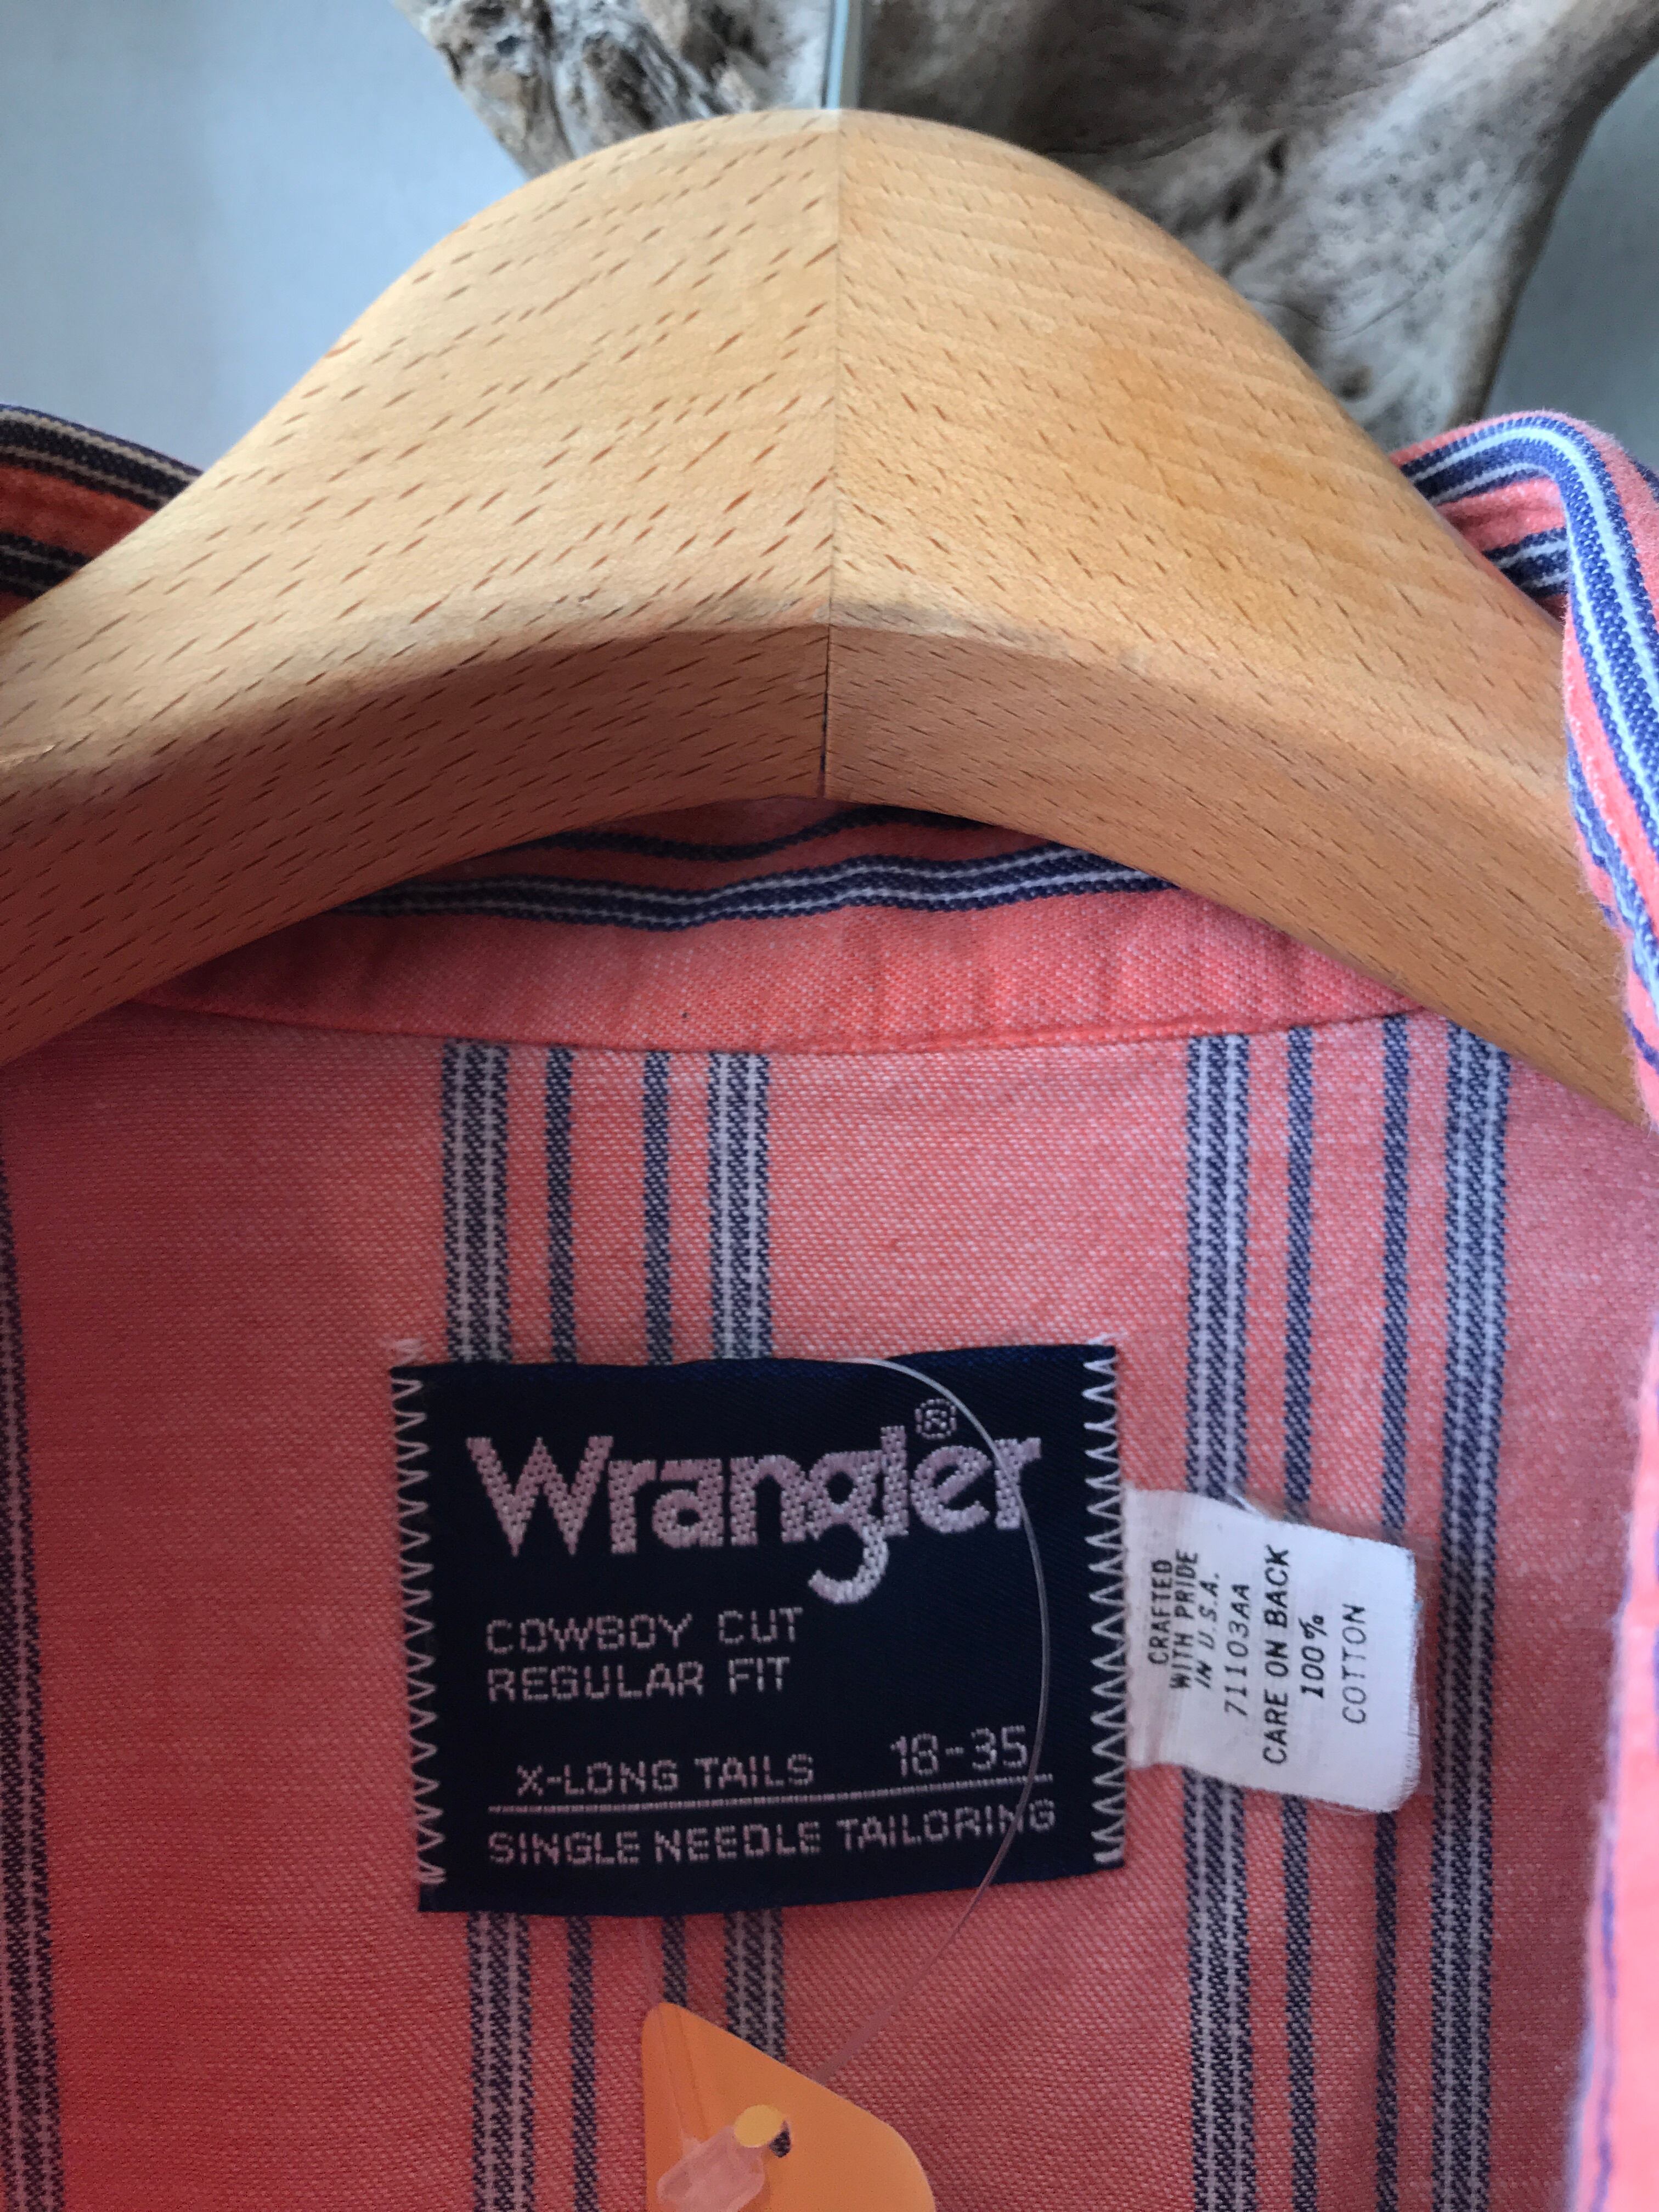 Wrangler®
COWBOY CUT
REGULAR FIT
X-LONG TAILS 18-35
SINGLE NEEDLE TAILORING
CRAFTED
WITH PRIDE
IN U.S.A.
71103AA
CARE ON BACK
100%
COTTON